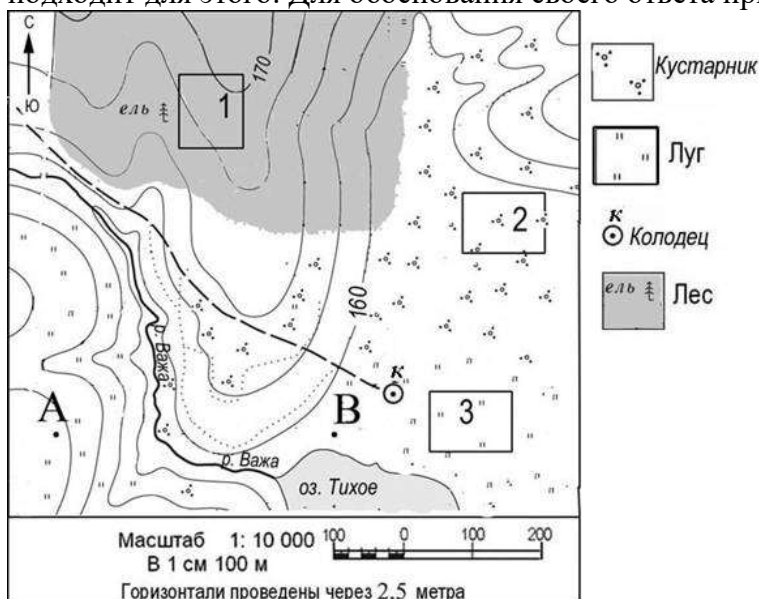 подходит для этого. Для обоснования своего ответа при
С
Ю
ель
1
170
Кустарник
Луг
к
Колодец
ель
Лес
2
160
р. Важа
к
А
В
3
р. Важа
оз. Тихое
Масштаб 1: 10 000
В 1 см 100 м
100 0 100 200
Горизонтали проведены через 2,5 метра